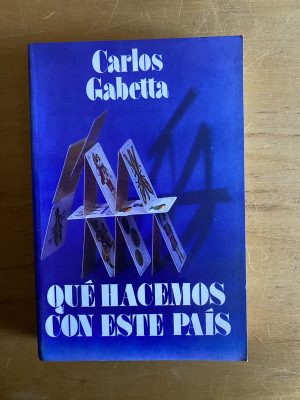 Carlos
Gabetta
QUÉ HACEMOS
CON ESTE PAÍS